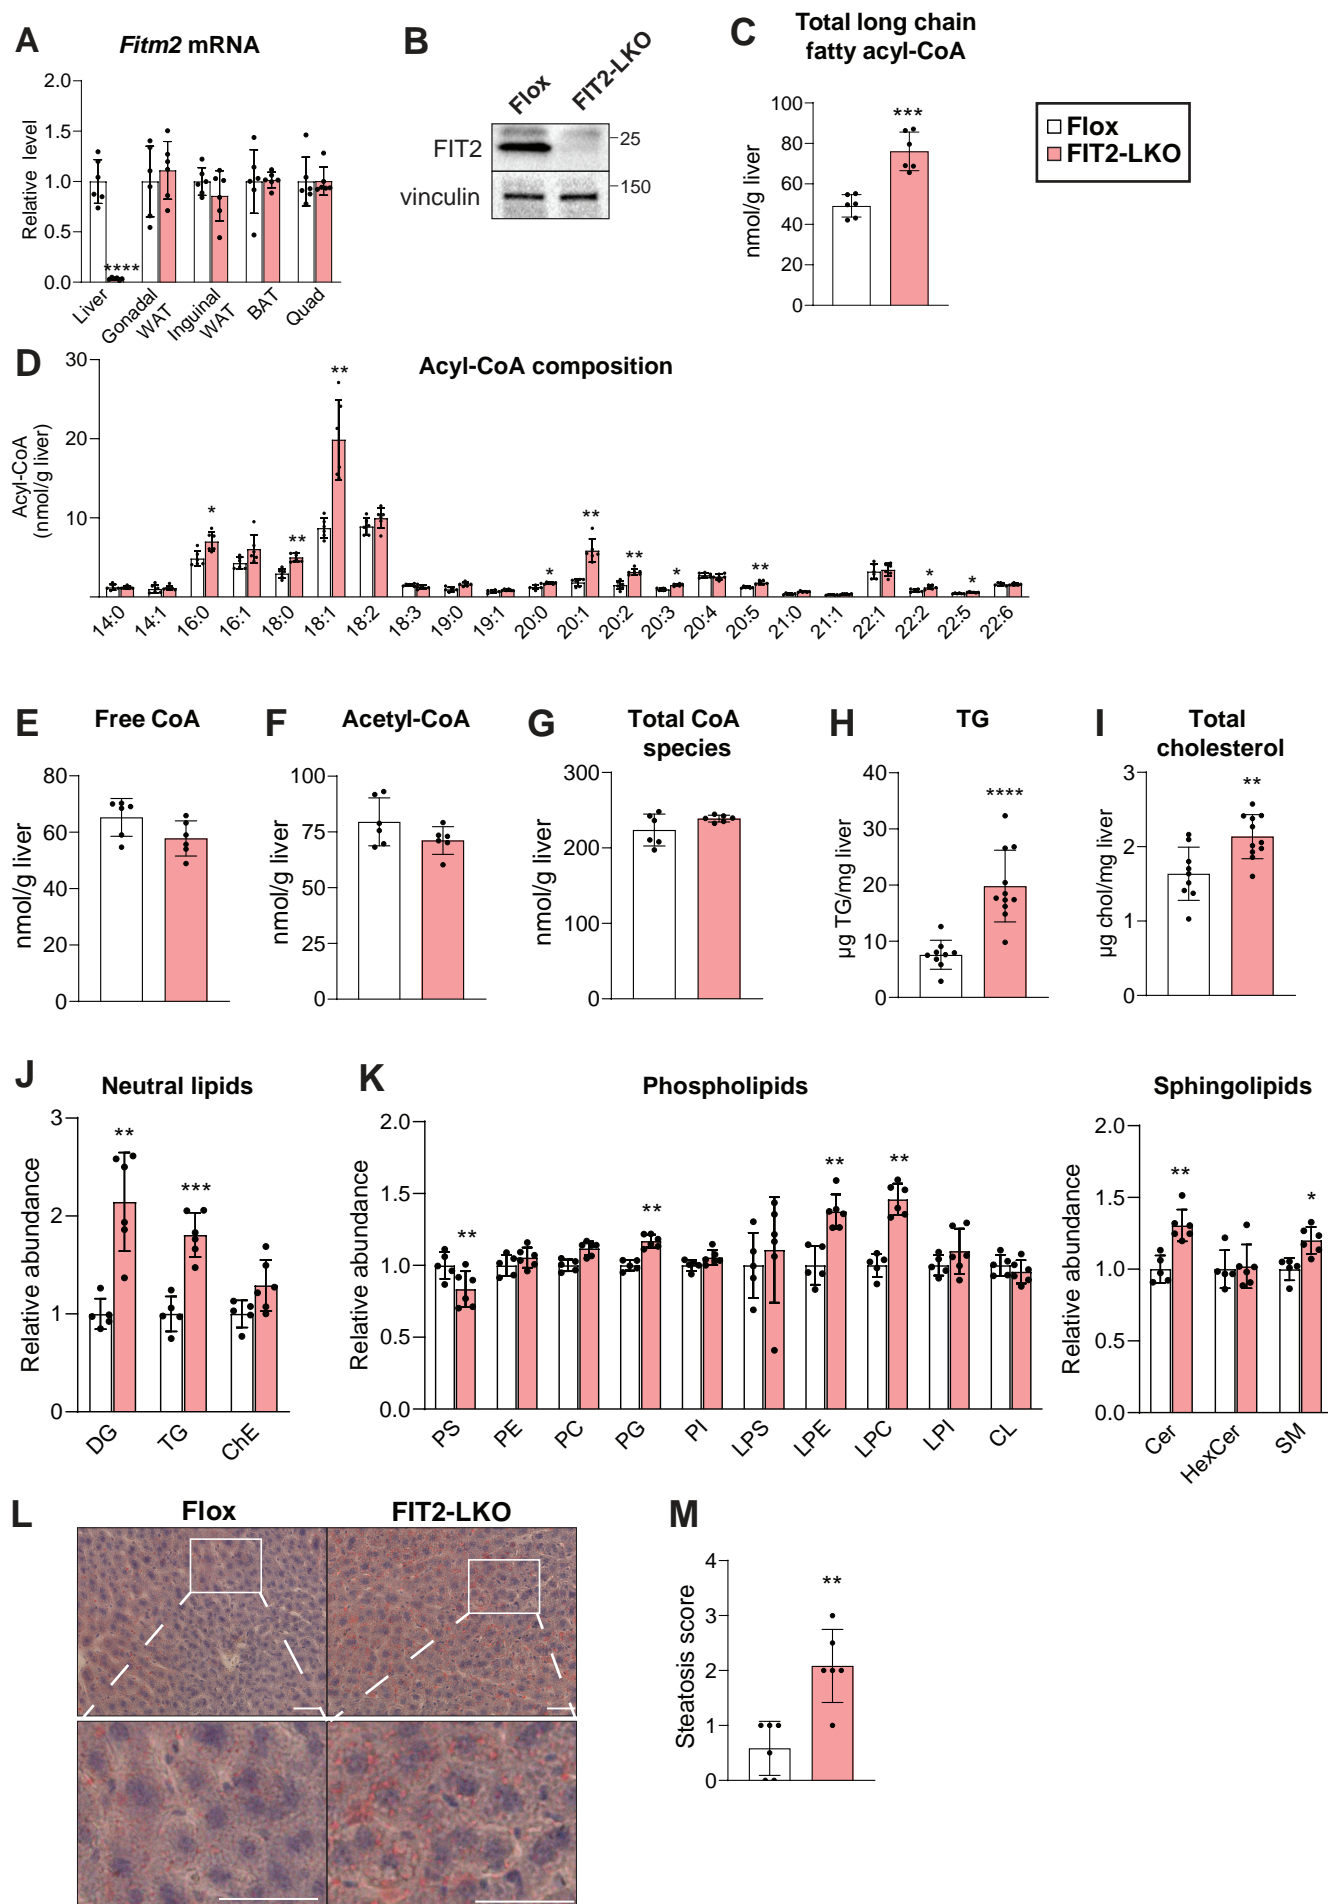 A
Fitm2 mRNA
Relative level
2.0
1.5
1.0
0.5
0.0
****
Liver
Gonadal WAT
Inguinal WAT
BAT
Quad
B
Flox
FIT2-LKO
FIT2
25
vinculin
150
C
Total long chain
fatty acyl-CoA
nmol/g liver
100
80
60
40
20
0
***
Flox
FIT2-LKO
D
Acyl-CoA composition
Acyl-CoA
(nmol/g liver)
30
20
10
* ** ** * ** ** * ** * *
14:0 14:1 16:0 16:1 18:0 18:1 18:2 18:3 19:0 19:1 20:0 20:1 20:2 20:3 20:4 20:5 21:0 21:1 22:1 22:2 22:5 22:6
E
Free CoA
nmol/g liver
80
60
40
20
0
F
Acetyl-CoA
nmol/g liver
100
75
50
25
0
G
Total CoA
species
nmol/g liver
300
200
100
0
H
TG
µg TG/mg liver
40
30
20
10
0
****
I
Total
cholesterol
µg chol/mg liver
3
2
1
0
**
J
Neutral lipids
Relative abundance
3
2
1
0
** ***
DG TG ChE
K
Phospholipids
Relative abundance
2.0
1.5
1.0
0.5
0.0
** ** ** **
PS PE PC PG PI LPS LPE LPC LPI CL
Sphingolipids
Relative abundance
2.0
1.5
1.0
0.5
0.0
** *
Cer HexCer SM
L
Flox
FIT2-LKO
M
Steatosis score
4
3
2
1
0
**